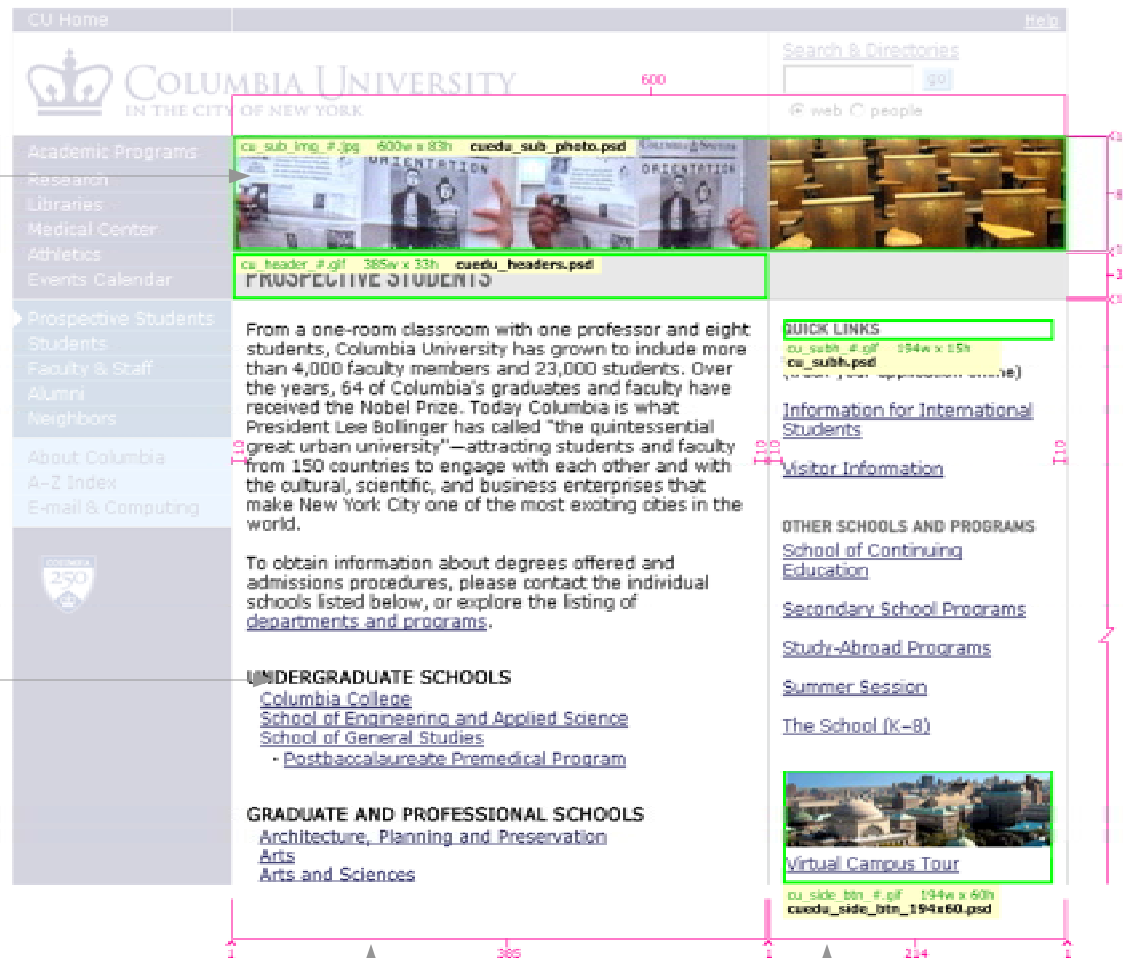 CU Home
Help
COLUMBIA UNIVERSITY
IN THE CITY OF NEW YORK
Search & Directories
go!
web people
600
Academic Programs
Research
Libraries
Medical Center
Athletics
Events Calendar
Prospective Students
Students
Faculty & Staff
Alumni
Neighbors
About Columbia
A–Z Index
E-mail & Computing
COLUMBIA
250
cu_sub_img_#.jpg 600w x 83h cuedu_sub_photo.psd
ORIENTATION
ORIENTATION
cu_header_#.gif 385w x 33h cuedu_headers.psd
PROSPECTIVE STUDENTS
From a one-room classroom with one professor and eight
students, Columbia University has grown to include more
than 4,000 faculty members and 23,000 students. Over
the years, 64 of Columbia's graduates and faculty have
received the Nobel Prize. Today Columbia is what
President Lee Bollinger has called "the quintessential
great urban university"—attracting students and faculty
from 150 countries to engage with each other and with
the cultural, scientific, and business enterprises that
make New York City one of the most exciting cities in the
world.
To obtain information about degrees offered and
admissions procedures, please contact the individual
schools listed below, or explore the listing of
departments and programs.
UNDERGRADUATE SCHOOLS
Columbia College
School of Engineering and Applied Science
School of General Studies
- Postbaccalaureate Premedical Program
GRADUATE AND PROFESSIONAL SCHOOLS
Architecture, Planning and Preservation
Arts
Arts and Sciences
10
10
10
10
QUICK LINKS
cu_subh_#.gif 194w x 15h
cu_subh.psd
(track your application online)
Information for International
Students
Visitor Information
OTHER SCHOOLS AND PROGRAMS
School of Continuing
Education
Secondary School Programs
Study-Abroad Programs
Summer Session
The School (K–8)
Virtual Campus Tour
cu_side_btn_#.gif 194w x 60h
cuedu_side_btn_194x60.psd
1 385 1 214 1